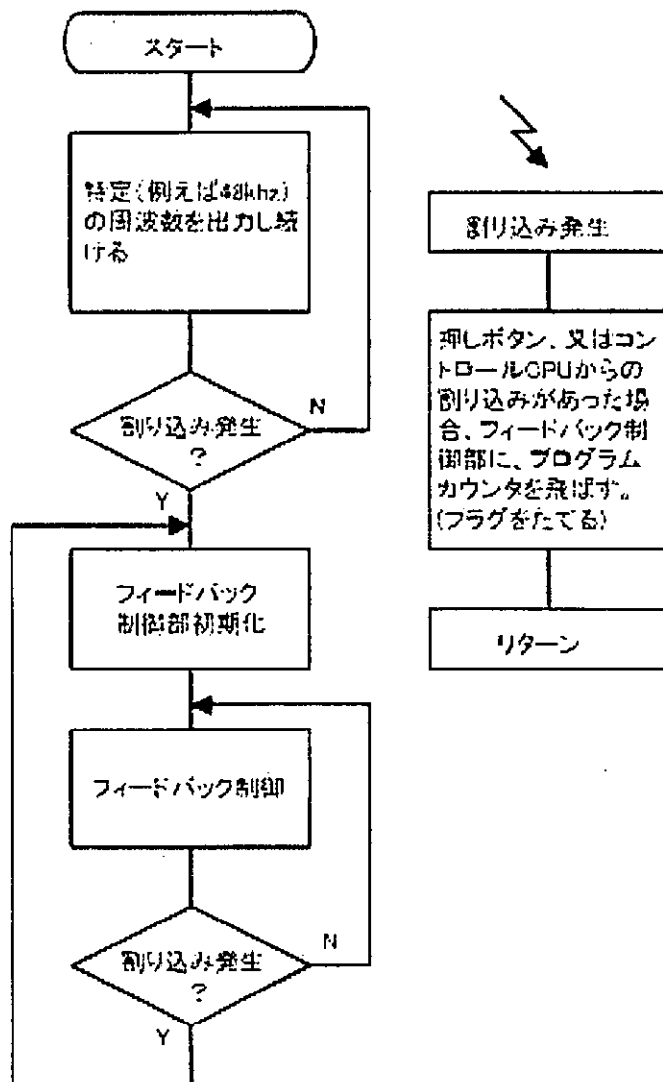 スタート
特定(例えば48khz)
の周波数を出力し続
ける
割り込み発生
?
N
Y
フィードバック
制御部初期化
フィードバック制御
割り込み発生
?
N
Y
割り込み発生
押しボタン、又はコン
トロールCPUからの
割り込みがあった場
合、フィードバック制
御部に、プログラム
カウンタを飛ばす。
(フラグをたてる)
リターン